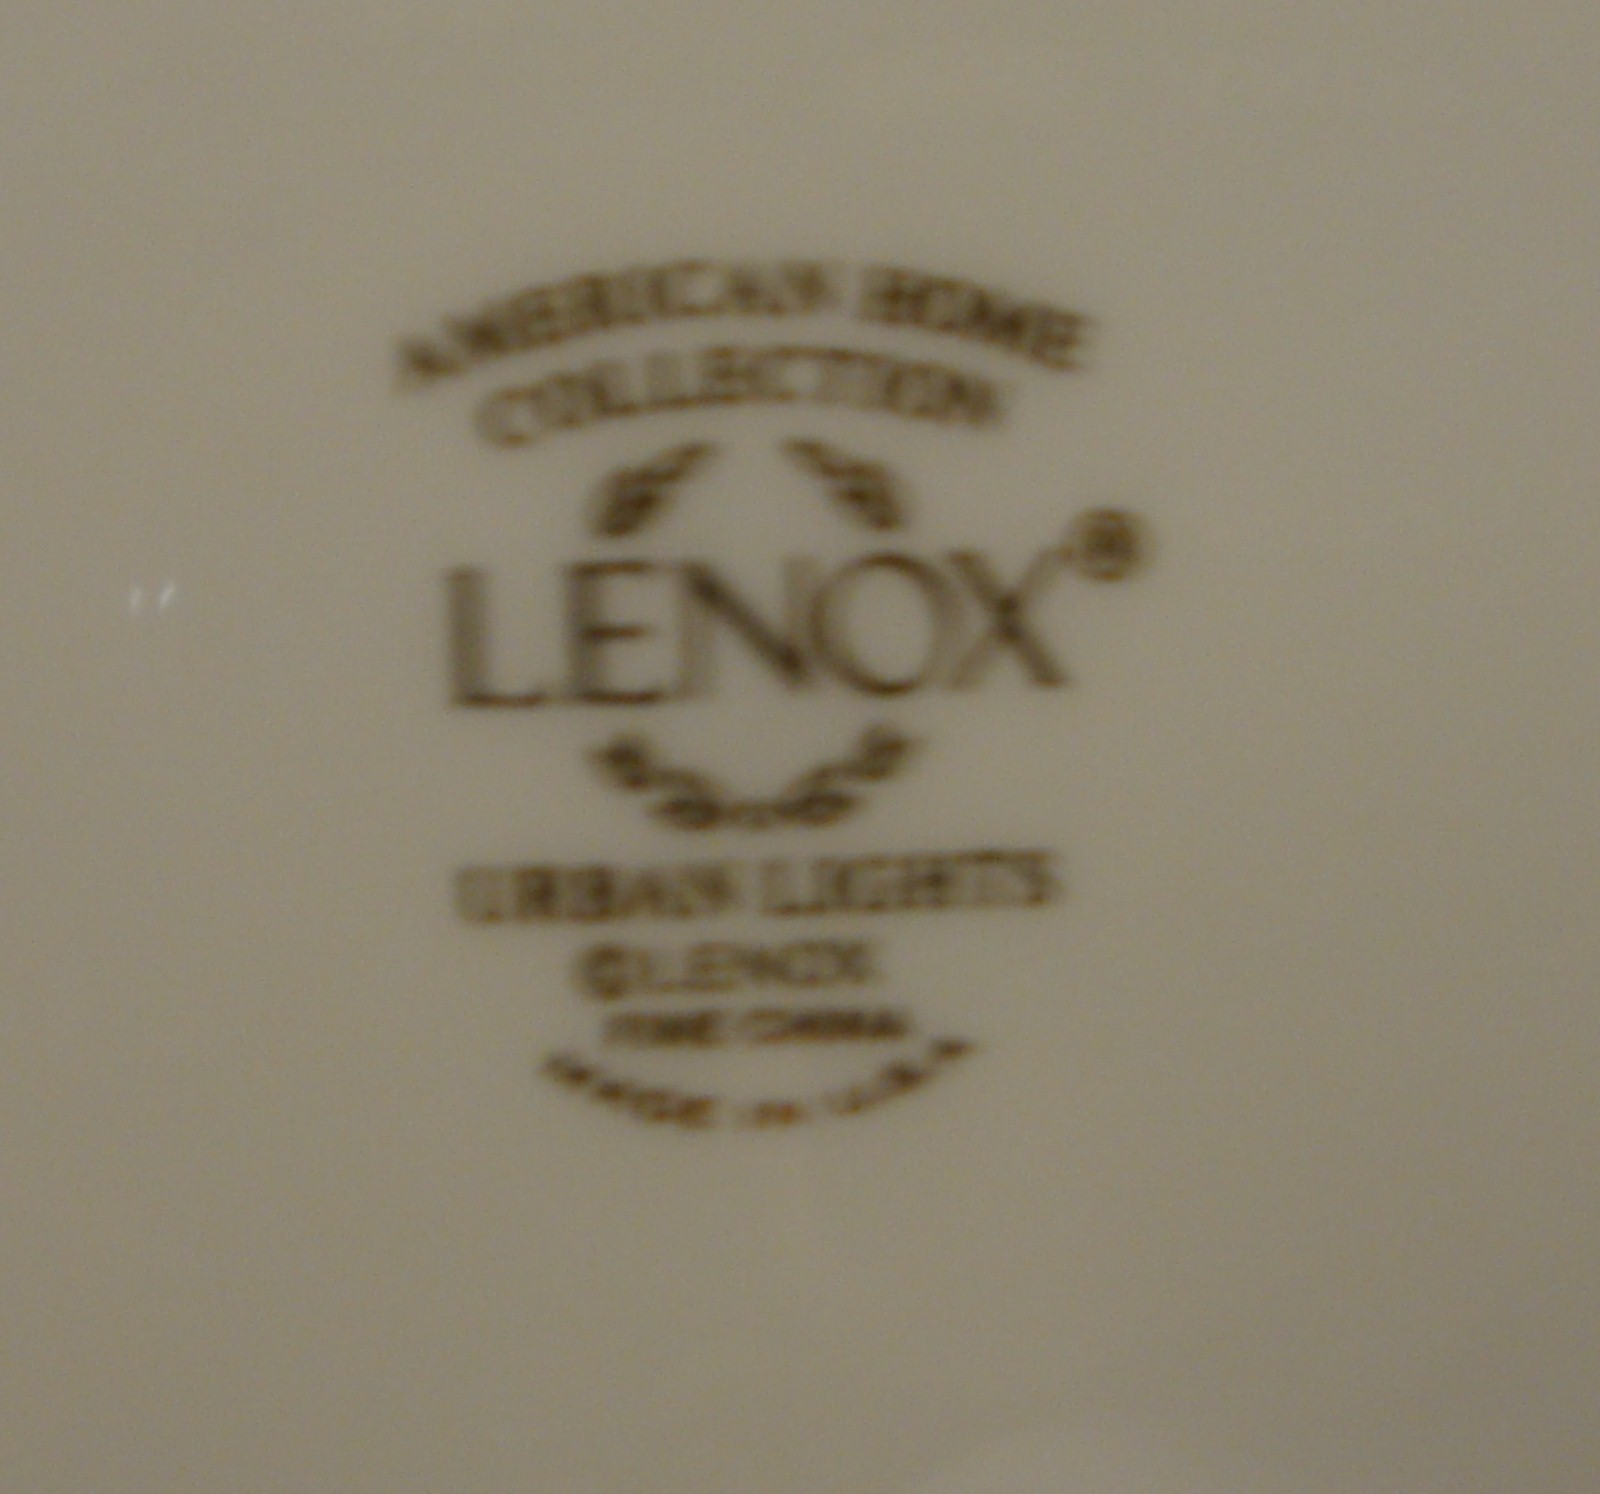 AMERICAN HOME
COLLECTION
LENOX®
URBAN LIGHTS
©LENOX
FINE CHINA
MADE IN U.S.A.